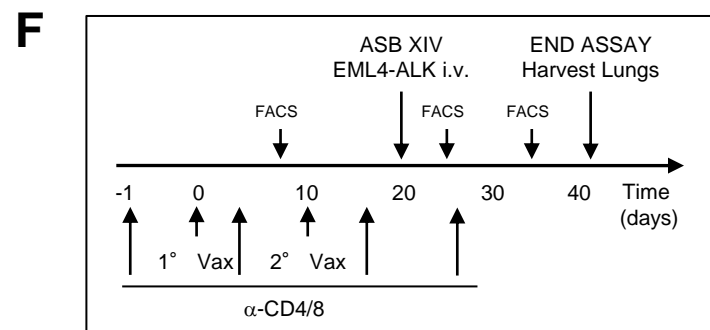 F
ASB XIV
EML4-ALK i.v.
END ASSAY
Harvest Lungs
FACS
FACS
FACS
-1 0 10 20 30 40 Time
(days)
1° Vax 2° Vax
α-CD4/8